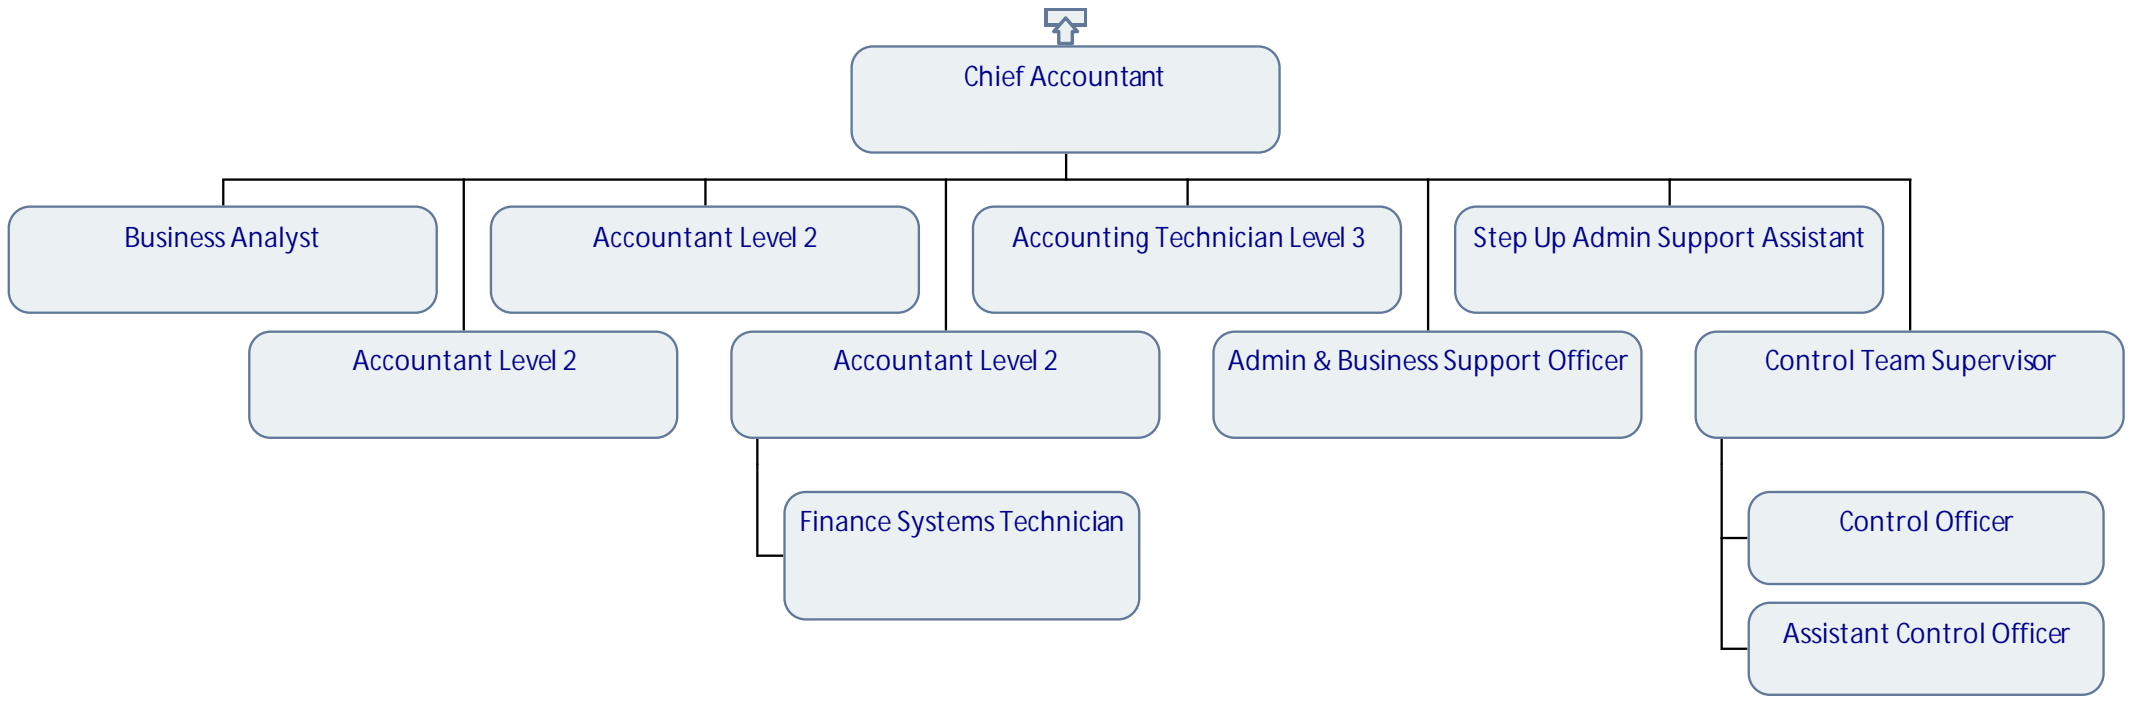 Chief Accountant
Business Analyst
Accountant Level 2
Accounting Technician Level 3
Step Up Admin Support Assistant
Accountant Level 2
Accountant Level 2
Admin & Business Support Officer
Control Team Supervisor
Finance Systems Technician
Control Officer
Assistant Control Officer